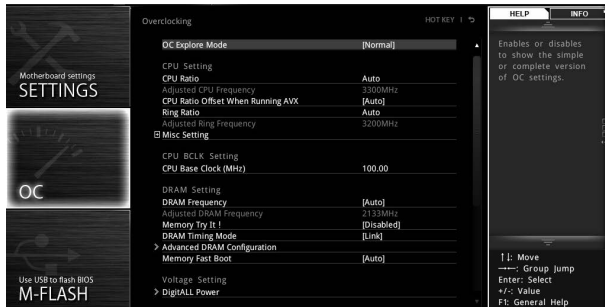 Motherboard settings
SETTINGS
OC
Use USB to flash BIOS
M-FLASH
Overclocking
HOT KEY |
OC Explore Mode [Normal]
CPU Setting
CPU Ratio Auto
Adjusted CPU Frequency 3300MHz
CPU Ratio Offset When Running AVX [Auto]
Ring Ratio Auto
Adjusted Ring Frequency 3200MHz
Misc Setting
CPU BCLK Setting
CPU Base Clock (MHz) 100.00
DRAM Setting
DRAM Frequency [Auto]
Adjusted DRAM Frequency 2133MHz
Memory Try It ! [Disabled]
DRAM Timing Mode [Link]
> Advanced DRAM Configuration
Memory Fast Boot [Auto]
Voltage Setting
> DigitALL Power
HELP
INFO
Enables or disables
to show the simple
or complete version
of OC settings.
↑↓: Move
→←: Group Jump
Enter: Select
+/-: Value
F1: General Help